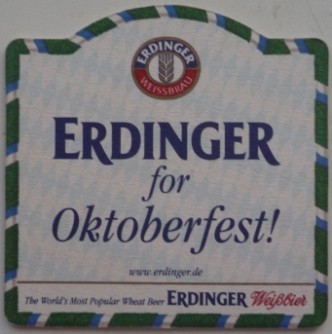 ERDINGER
WEISSBRÄU
ERDINGER
for
Oktoberfest!
www.erdinger.de
The World's Most Popular Wheat Beer ERDINGER Weißbier